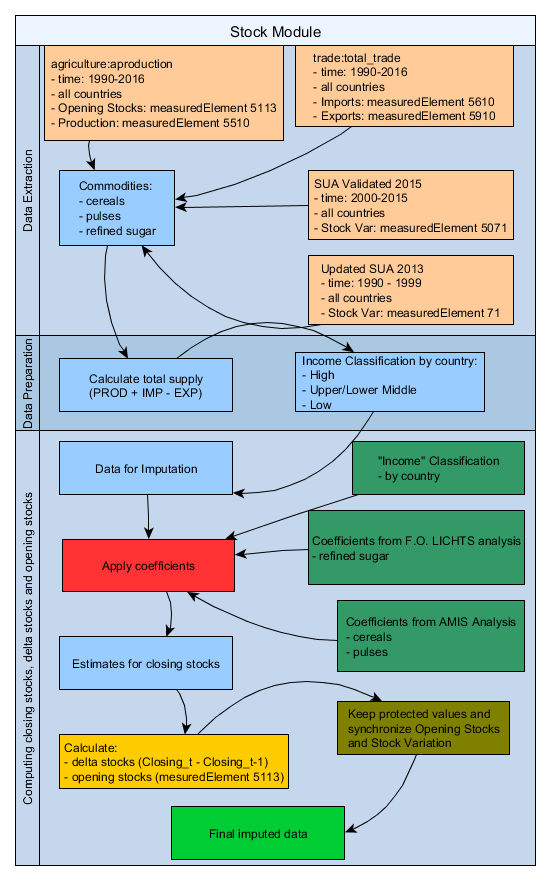 Stock Module
Data Extraction
agriculture:aproduction
- time: 1990-2016
- all countries
- Opening Stocks: measuredElement 5113
- Production: measuredElement 5510
trade:total_trade
- time: 1990-2016
- all countries
- Imports: measuredElement 5610
- Exports: measuredElement 5910
Commodities:
- cereals
- pulses
- refined sugar
SUA Validated 2015
- time: 2000-2015
- all countries
- Stock Var: measuredElement 5071
Updated SUA 2013
- time: 1990 - 1999
- all countries
- Stock Var: measuredElement 71
Data Preparation
Calculate total supply
(PROD + IMP - EXP)
Income Classification by country:
- High
- Upper/Lower Middle
- Low
Computing closing stocks, delta stocks and opening stocks
Data for Imputation
"Income" Classification
- by country
Apply coefficients
Coefficients from F.O. LICHTS analysis
- refined sugar
Coefficients from AMIS Analysis
- cereals
- pulses
Estimates for closing stocks
Keep protected values and
synchronize Opening Stocks
and Stock Variation
Calculate:
- delta stocks (Closing_t - Closing_t-1)
- opening stocks (mesuredElement 5113)
Final imputed data